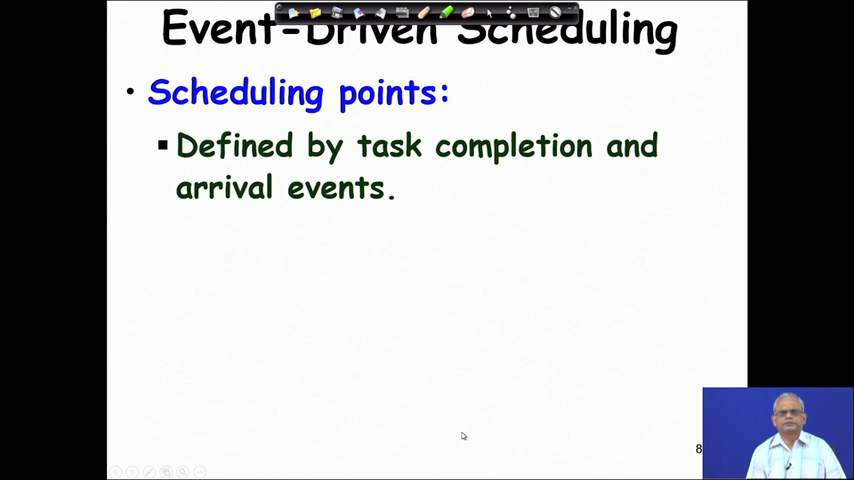 Event-Driven Scheduling
• Scheduling points:
▪ Defined by task completion and
arrival events.
8